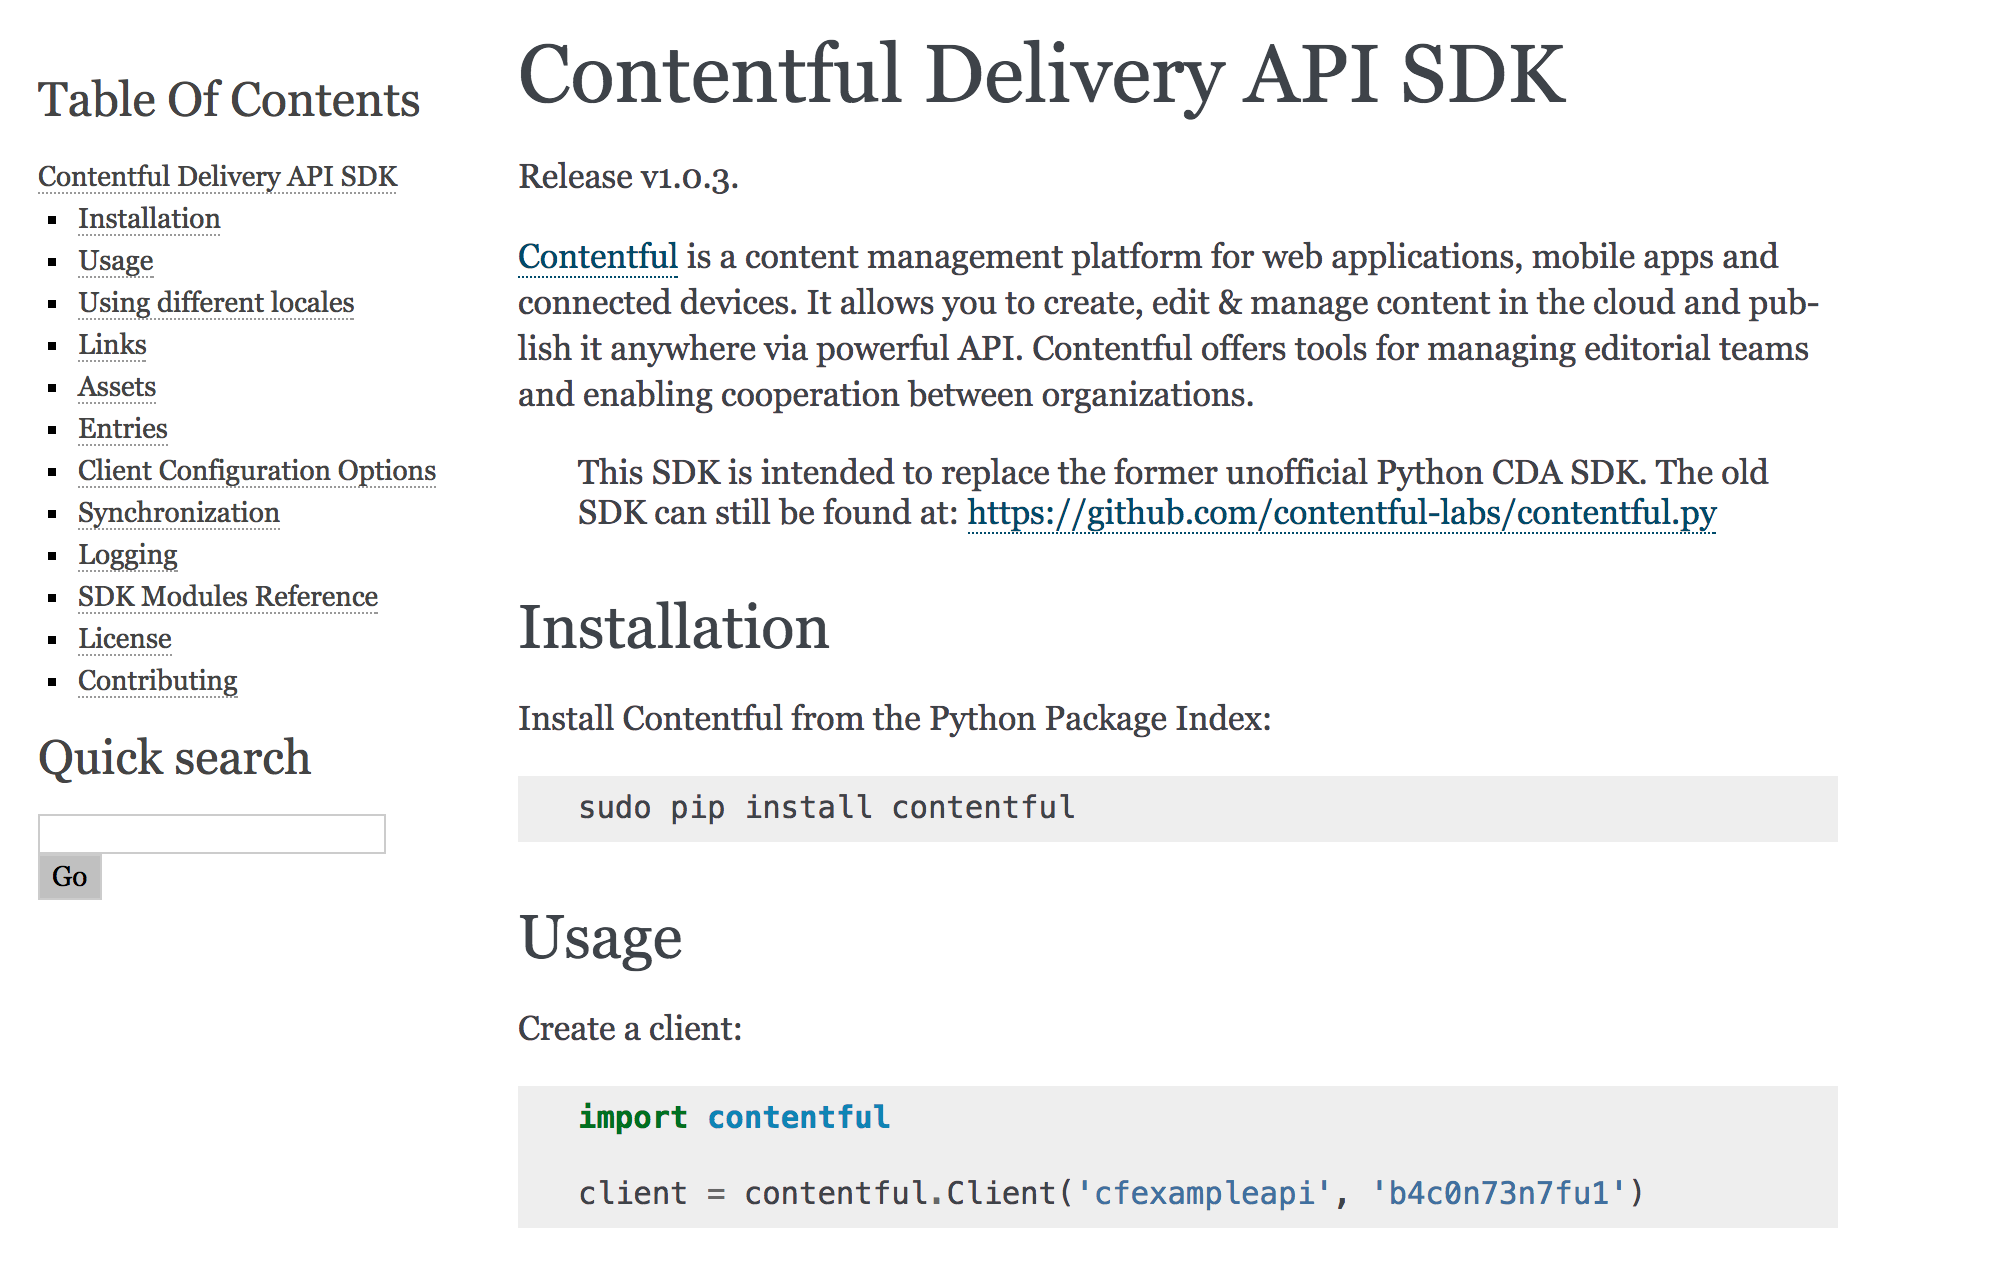 Table Of Contents
Contentful Delivery API SDK
Installation
Usage
Using different locales
Links
Assets
Entries
Client Configuration Options
Synchronization
Logging
SDK Modules Reference
License
Contributing
Quick search
Go
Contentful Delivery API SDK
Release v1.0.3.
Contentful is a content management platform for web applications, mobile apps and
connected devices. It allows you to create, edit & manage content in the cloud and pub-
lish it anywhere via powerful API. Contentful offers tools for managing editorial teams
and enabling cooperation between organizations.
This SDK is intended to replace the former unofficial Python CDA SDK. The old
SDK can still be found at: https://github.com/contentful-labs/contentful.py
Installation
Install Contentful from the Python Package Index:
sudo pip install contentful
Usage
Create a client:
import contentful
client = contentful.Client('cfexampleapi', 'b4c0n73n7fu1')